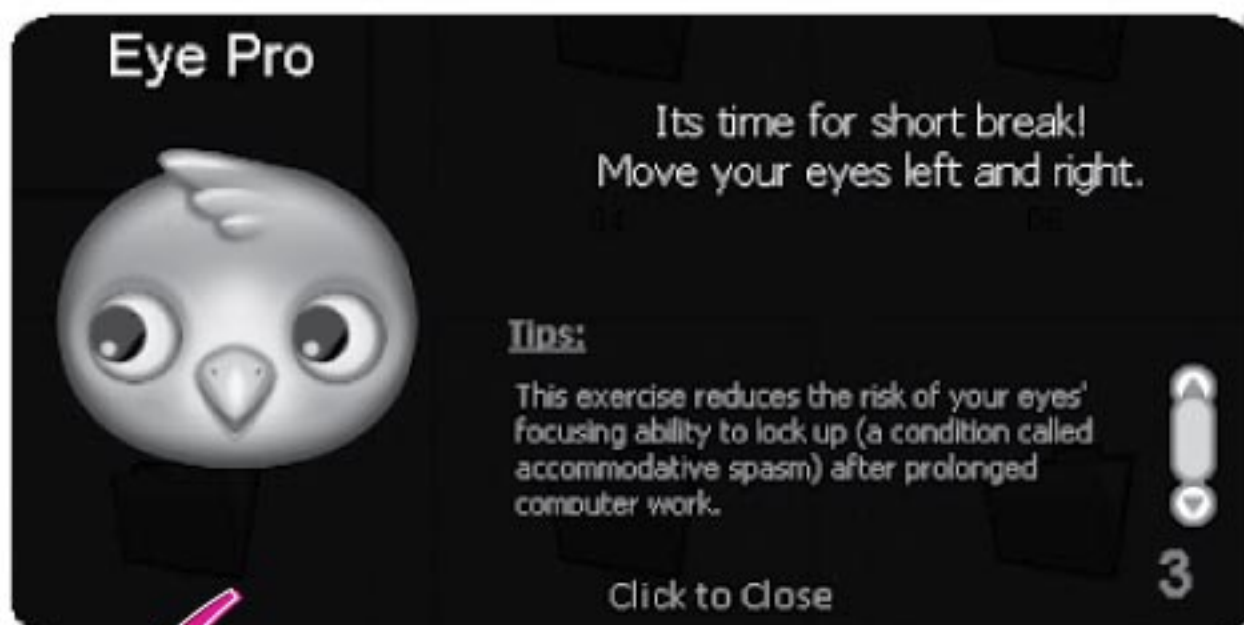 Eye Pro
Its time for short break!
Move your eyes left and right.
Tips:
This exercise reduces the risk of your eyes'
focusing ability to lock up (a condition called
accommodative spasm) after prolonged
computer work.
3
Click to Close